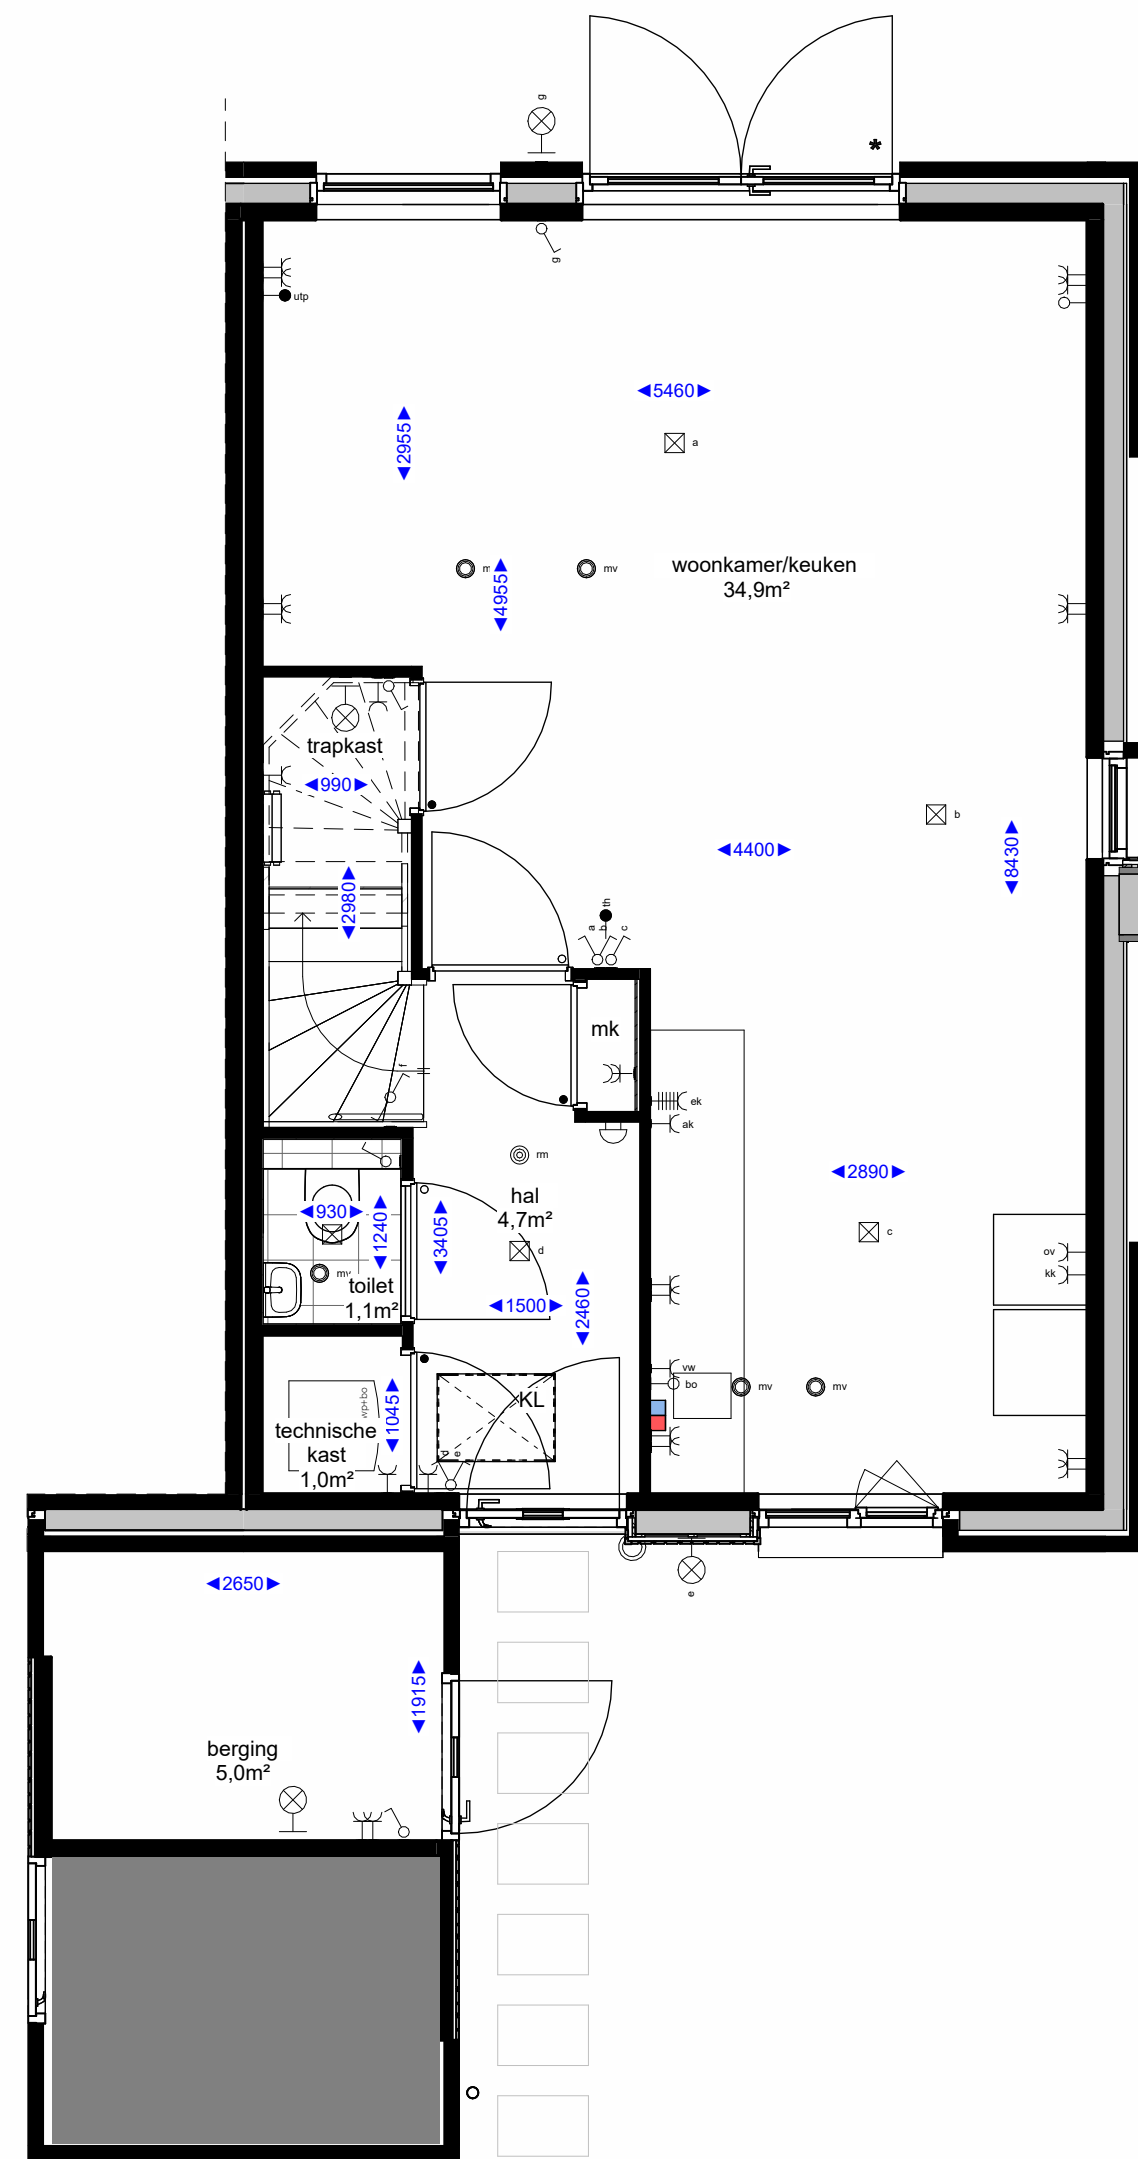 g
*
g
utp
5460
2955
a
m
mv
4955
woonkamer/keuken
34,9m²
trapkast
990
b
4400
8430
2980
th
a
b
c
mk
f
ek
ak
rm
2890
hal
4,7m²
930
1240
3405
d
c
ov
kk
mv
toilet
1,1m²
1500
2460
vw
bo
mv
mv
KL
wp+bo
1045
technische
kast
1,0m²
d
e
e
2650
1915
berging
5,0m²